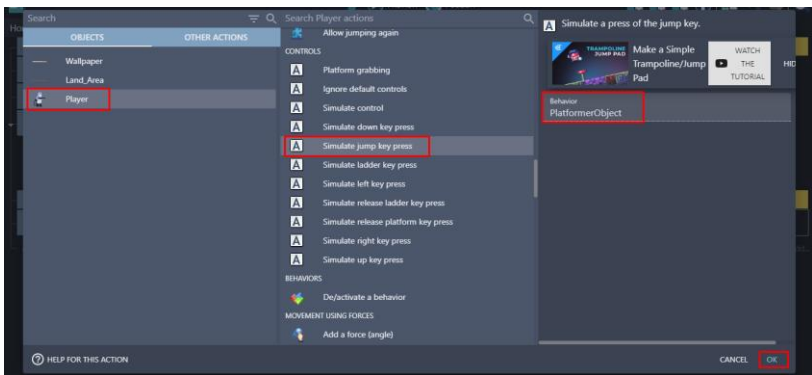 Search
OBJECTS
OTHER ACTIONS
Wallpaper
Land_Area
Player
Search Player actions
Allow jumping again
CONTROLS
Platform grabbing
Ignore default controls
Simulate control
Simulate down key press
Simulate jump key press
Simulate ladder key press
Simulate left key press
Simulate release ladder key press
Simulate release platform key press
Simulate right key press
Simulate up key press
BEHAVIORS
De/activate a behavior
MOVEMENT USING FORCES
Add a force (angle)
Simulate a press of the jump key.
TRAMPOLINE
JUMP PAD
Make a Simple
Trampoline/Jump
Pad
WATCH
THE
TUTORIAL
HID
Behavior
PlatformerObject
HELP FOR THIS ACTION
CANCEL
OK